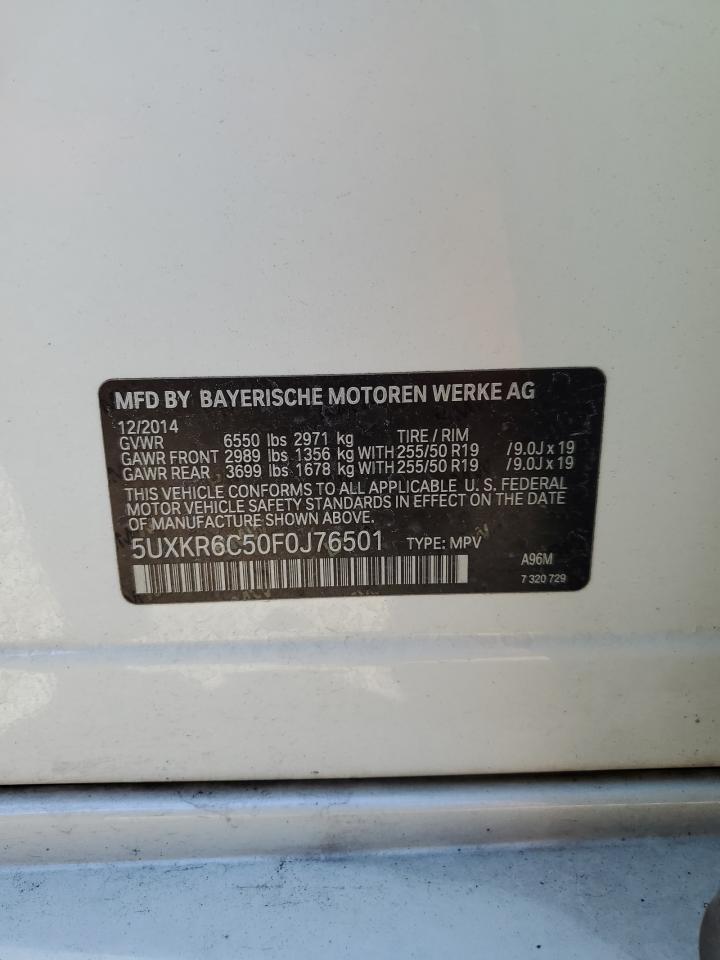 MFD BY BAYERISCHE MOTOREN WERKE AG
12/2014
GVWR 6550 lbs 2971 kg TIRE / RIM
GAWR FRONT 2989 lbs 1356 kg WITH 255/50 R19 /9.0J x 19
GAWR REAR 3699 lbs 1678 kg WITH 255/50 R19 /9.0J x 19
THIS VEHICLE CONFORMS TO ALL APPLICABLE U. S. FEDERAL
MOTOR VEHICLE SAFETY STANDARDS IN EFFECT ON THE DATE
OF MANUFACTURE SHOWN ABOVE.
5UXKR6C50F0J76501 TYPE: MPV
A96M
7 320 729